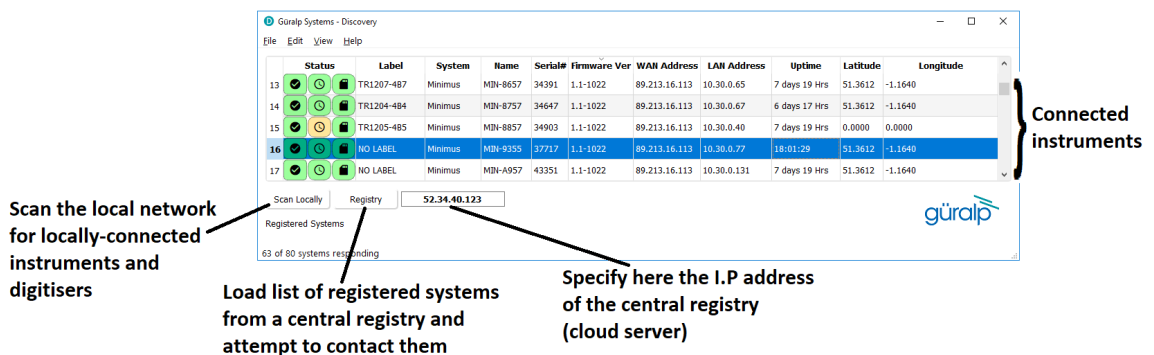 Güralp Systems - Discovery
File Edit View Help
Status Label System Name Serial# Firmware Ver WAN Address LAN Address Uptime Latitude Longitude
13 TR1207-4B7 Minimus MIN-8657 34391 1.1-1022 89.213.16.113 10.30.0.65 7 days 19 Hrs 51.3612 -1.1640
14 TR1204-4B4 Minimus MIN-8757 34647 1.1-1022 89.213.16.113 10.30.0.67 6 days 17 Hrs 51.3612 -1.1640
15 TR1205-4B5 Minimus MIN-8857 34903 1.1-1022 89.213.16.113 10.30.0.40 7 days 19 Hrs 0.0000 0.0000
16 NO LABEL Minimus MIN-9355 37717 1.1-1022 89.213.16.113 10.30.0.77 18:01:29 51.3612 -1.1640
17 NO LABEL Minimus MIN-A957 43351 1.1-1022 89.213.16.113 10.30.0.131 7 days 19 Hrs 51.3612 -1.1640
Connected
instruments
Scan Locally Registry 52.34.40.123
Registered Systems
güralp
63 of 80 systems responding
Scan the local network
for locally-connected
instruments and
digitisers
Load list of registered systems
from a central registry and
attempt to contact them
Specify here the I.P address
of the central registry
(cloud server)